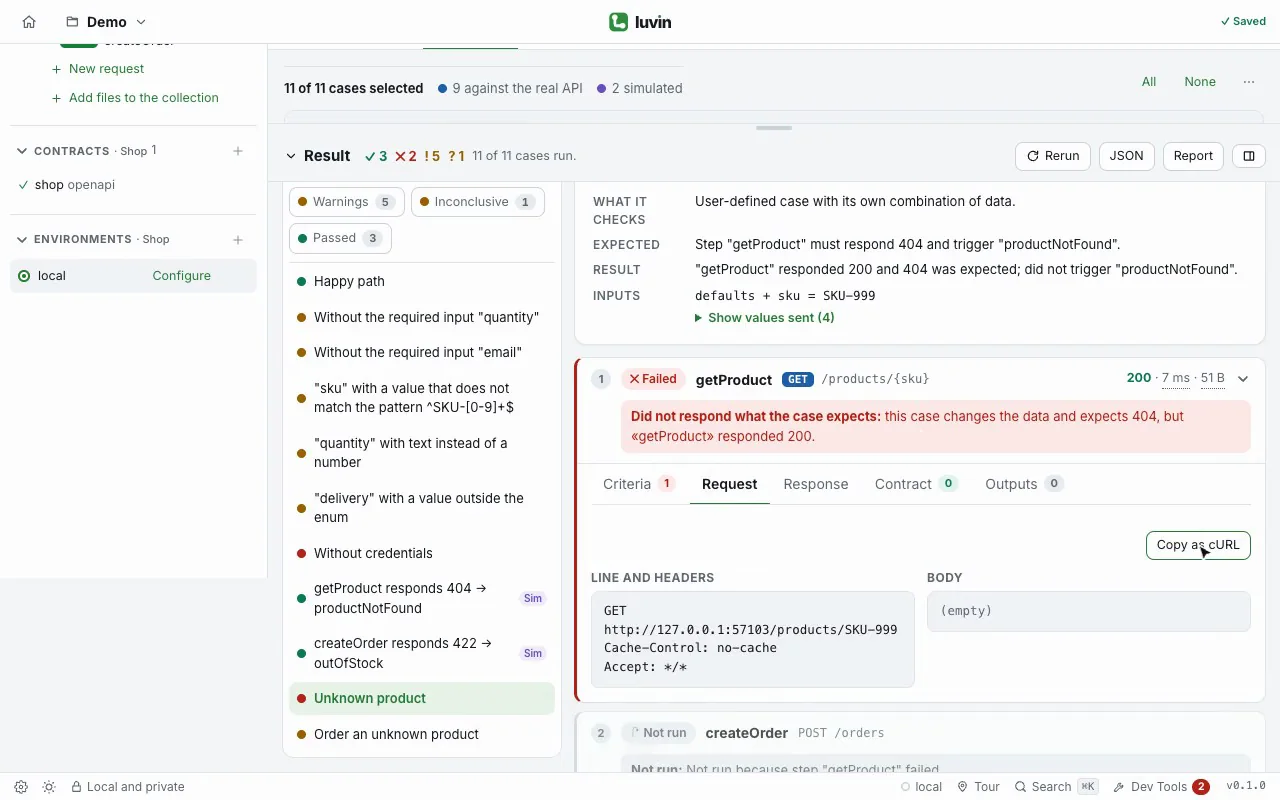 Demo
luvin
Saved
createOrder
New request
Add files to the collection
CONTRACTS · Shop 1
shop openapi
ENVIRONMENTS · Shop
local Configure
11 of 11 cases selected 9 against the real API 2 simulated
All None ···
Result 3 2 ! 5 ? 1 11 of 11 cases run.
Rerun JSON Report
Warnings 5 Inconclusive 1
Passed 3
Happy path
Without the required input "quantity"
Without the required input "email"
"sku" with a value that does not
match the pattern ^SKU-[0-9]+$
"quantity" with text instead of a
number
"delivery" with a value outside the
enum
Without credentials
getProduct responds 404 →
productNotFound Sim
createOrder responds 422 →
outOfStock Sim
Unknown product
Order an unknown product
WHAT IT
CHECKS
User-defined case with its own combination of data.
EXPECTED Step "getProduct" must respond 404 and trigger "productNotFound".
RESULT "getProduct" responded 200 and 404 was expected; did not trigger "productNotFound".
INPUTS defaults + sku = SKU-999
Show values sent (4)
1 Failed getProduct GET /products/{sku} 200 · 7 ms · 51 B
Did not respond what the case expects: this case changes the data and expects 404, but
«getProduct» responded 200.
Criteria 1 Request Response Contract 0 Outputs 0
Copy as cURL
LINE AND HEADERS
GET
http://127.0.0.1:57103/products/SKU-999
Cache-Control: no-cache
Accept: */*
BODY
(empty)
2 Not run createOrder POST /orders
Not run: Not run because step "getProduct" failed
Local and private
local Tour Search ⌘K Dev Tools 2 v0.1.0